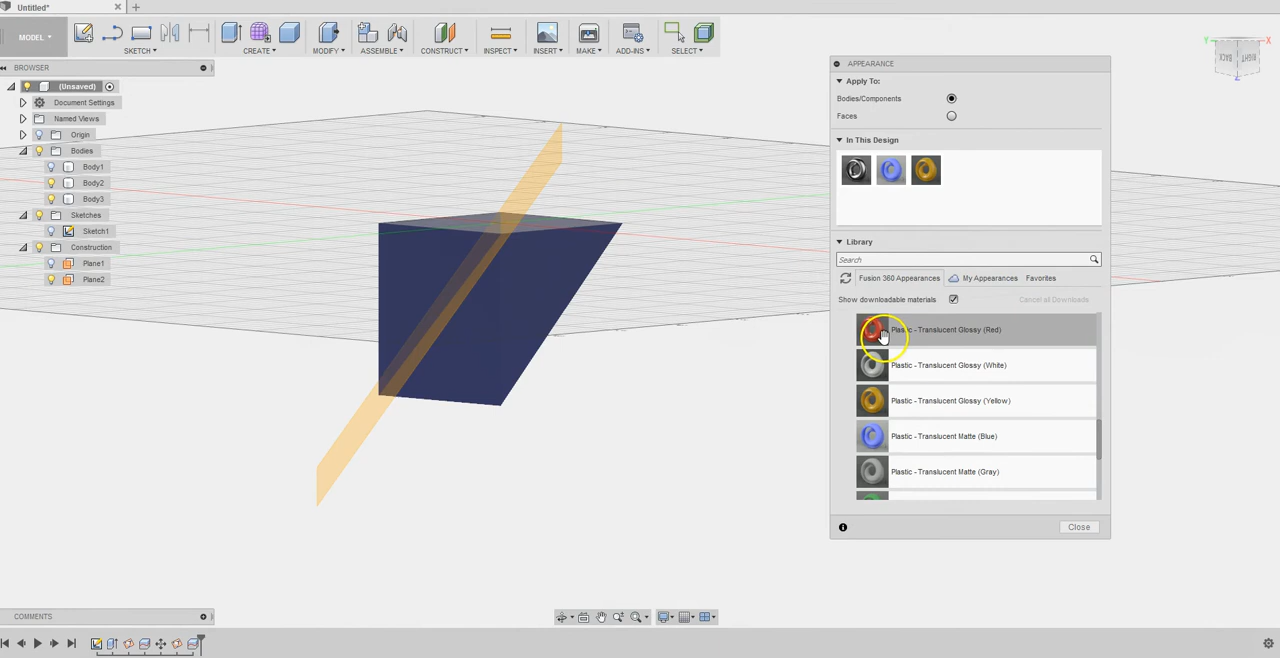 Untitled*
MODEL
SKETCH
CREATE
MODIFY
ASSEMBLE
CONSTRUCT
INSPECT
INSERT
MAKE
ADD-INS
SELECT
BROWSER
(Unsaved)
Document Settings
Named Views
Origin
Bodies
Body1
Body2
Body3
Sketches
Sketch1
Construction
Plane1
Plane2
Y
X
BACK
RIGHT
Z
APPEARANCE
Apply To:
Bodies/Components
Faces
In This Design
Library
Search
Fusion 360 Appearances
My Appearances
Favorites
Show downloadable materials
Cancel all Downloads
Plastic - Translucent Glossy (Red)
Plastic - Translucent Glossy (White)
Plastic - Translucent Glossy (Yellow)
Plastic - Translucent Matte (Blue)
Plastic - Translucent Matte (Gray)
Close
COMMENTS